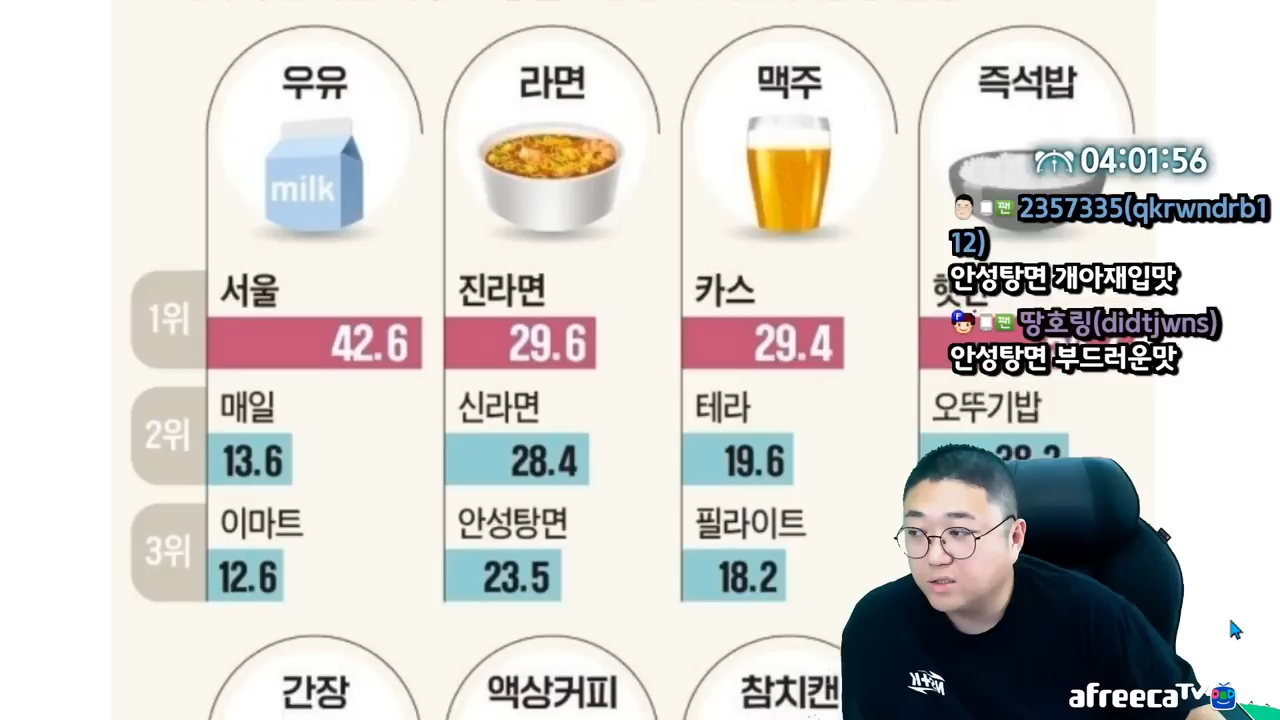 우유
라면
맥주
즉석밥
milk
04:01:56
2357335(qkrwndrb1
12)
안성탕면 개아재입맛
땅호링(didtjwns)
안성탕면 부드러운맛
1위
서울
42.6
진라면
29.6
카스
29.4
2위
매일
13.6
신라면
28.4
테라
19.6
오뚜기밥
3위
이마트
12.6
안성탕면
23.5
필라이트
18.2
간장
액상커피
참치캔
afreecaTV